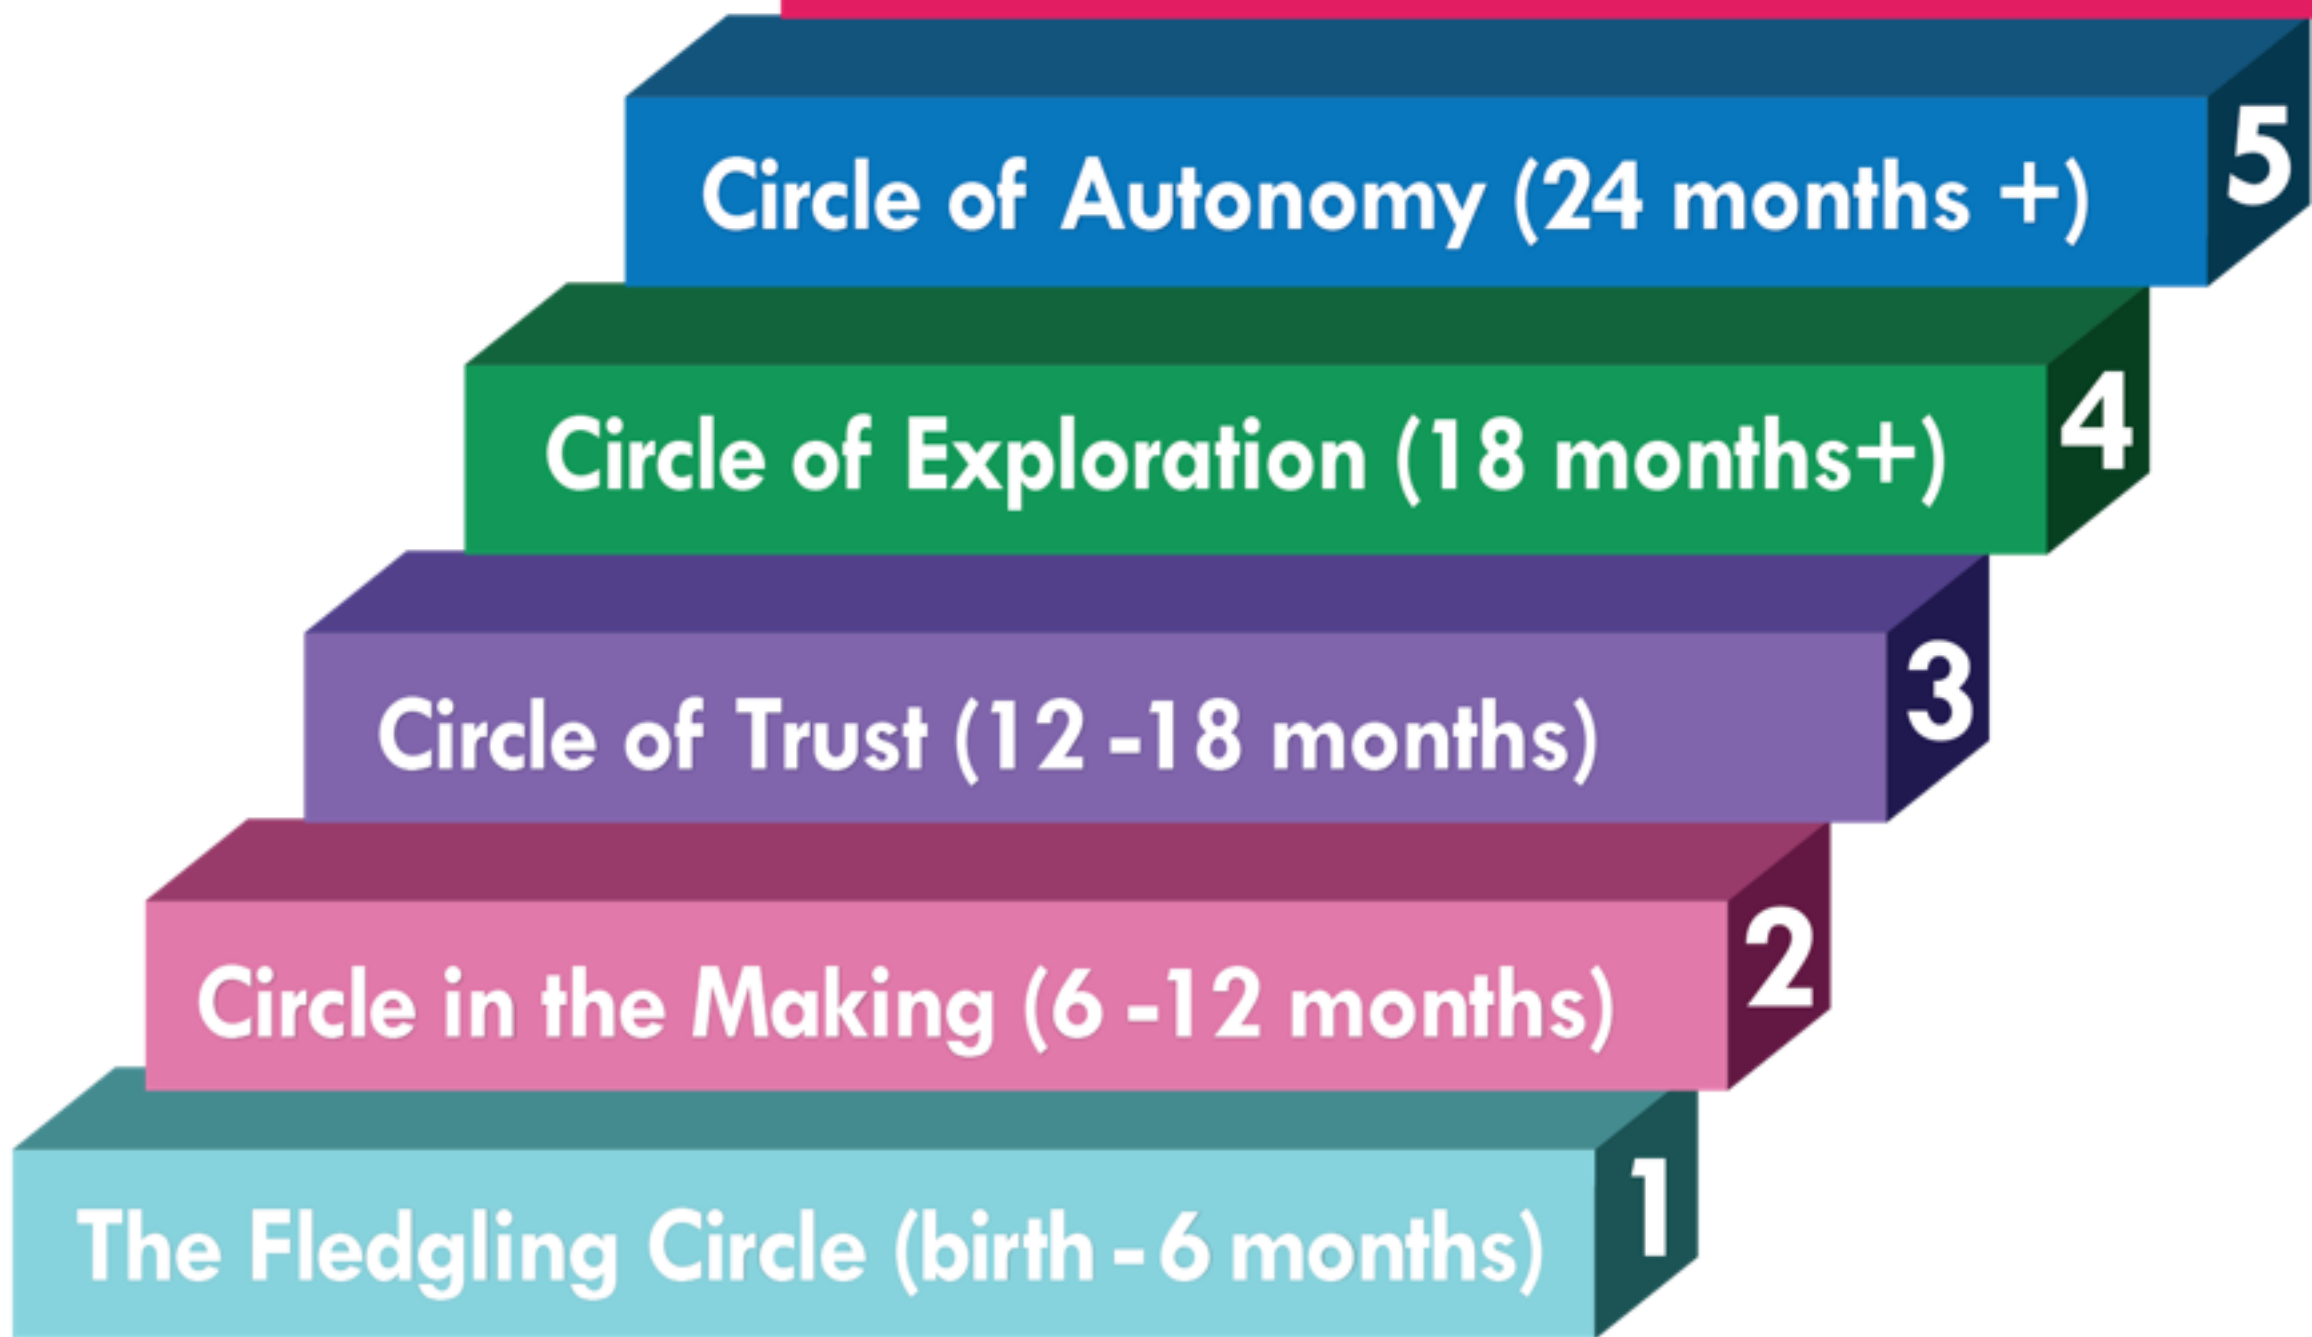 Circle of Autonomy (24 months +) 5
Circle of Exploration (18 months+) 4
Circle of Trust (12 -18 months) 3
Circle in the Making (6 -12 months) 2
The Fledgling Circle (birth - 6 months) 1